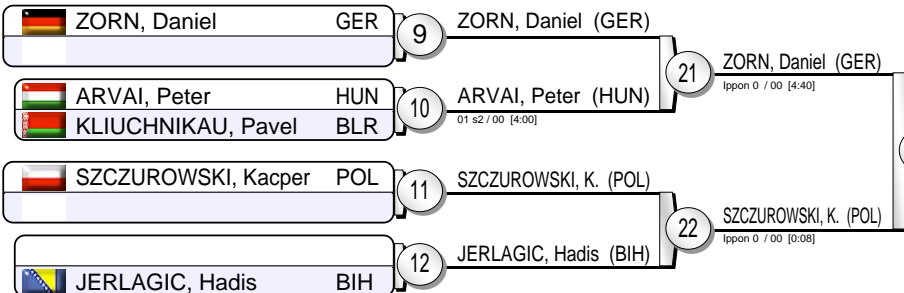 ZORN, Daniel GER
9
ZORN, Daniel (GER)
ARVAI, Peter HUN
KLIUCHNIKAU, Pavel BLR
10
ARVAI, Peter (HUN)
01 s2 / 00 [4:00]
21
ZORN, Daniel (GER)
Ippon 0 / 00 [4:40]
SZCZUROWSKI, Kacper POL
11
SZCZUROWSKI, K. (POL)
JERLAGIC, Hadis BIH
12
JERLAGIC, Hadis (BIH)
22
SZCZUROWSKI, K. (POL)
Ippon 0 / 00 [0:08]